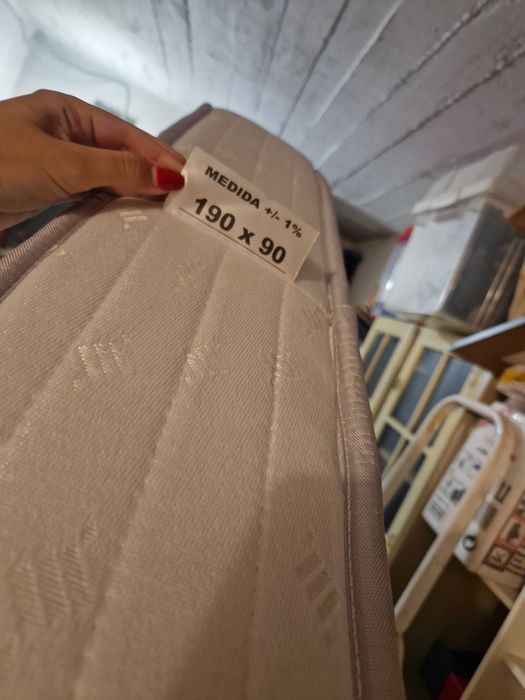 MEDIDA +/- 1%
190 x 90